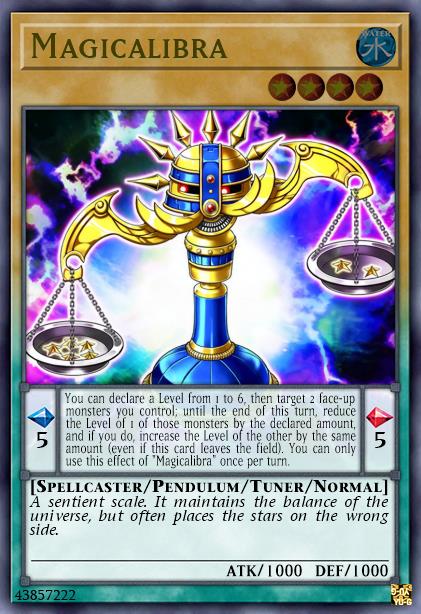 MAGICALIBRA
WATER
水
You can declare a Level from 1 to 6, then target 2 face-up
monsters you control; until the end of this turn, reduce
the Level of 1 of those monsters by the declared amount,
and if you do, increase the Level of the other by the same
amount (even if this card leaves the field). You can only
use this effect of "Magicalibra" once per turn.
5
5
[SPELLCASTER/PENDULUM/TUNER/NORMAL]
A sentient scale. It maintains the balance of the
universe, but often places the stars on the wrong
side.
ATK/1000 DEF/1000
43857222